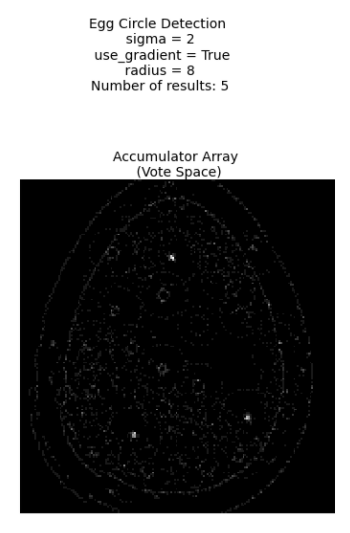 Egg Circle Detection
sigma = 2
use_gradient = True
radius = 8
Number of results: 5
Accumulator Array
(Vote Space)